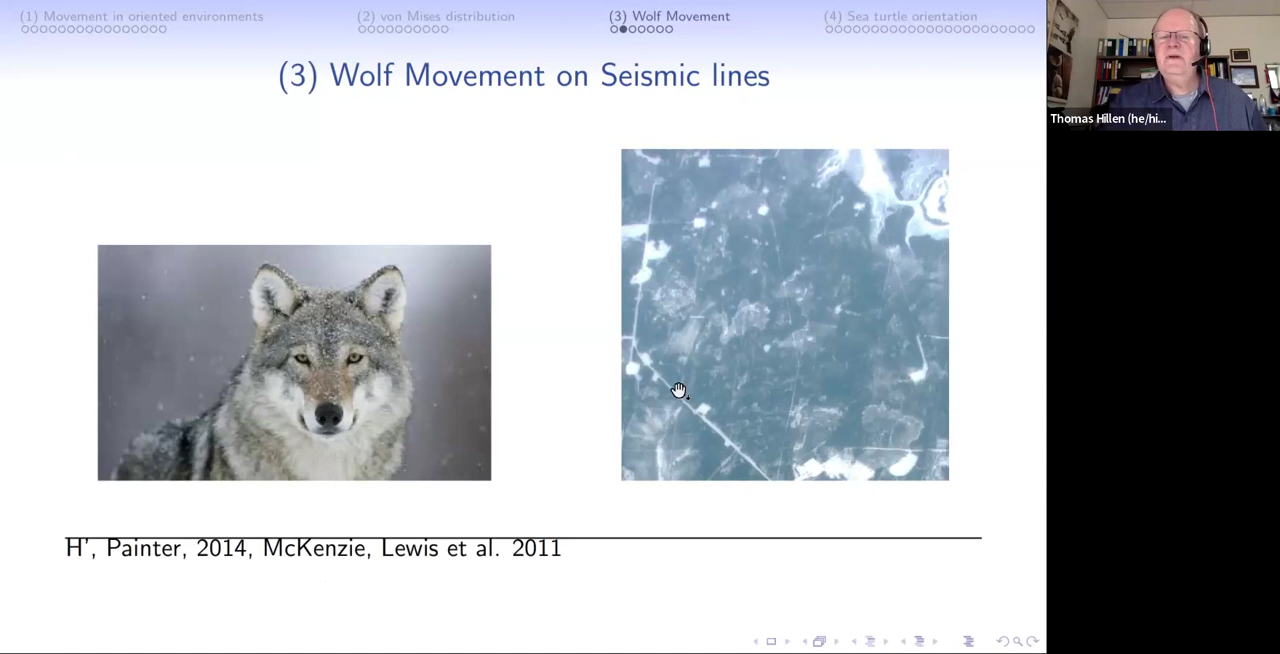 (1) Movement in oriented environments
(2) von Mises distribution
(3) Wolf Movement
(4) Sea turtle orientation
(3) Wolf Movement on Seismic lines
Thomas Hillen (he/hi...
H', Painter, 2014, McKenzie, Lewis et al. 2011